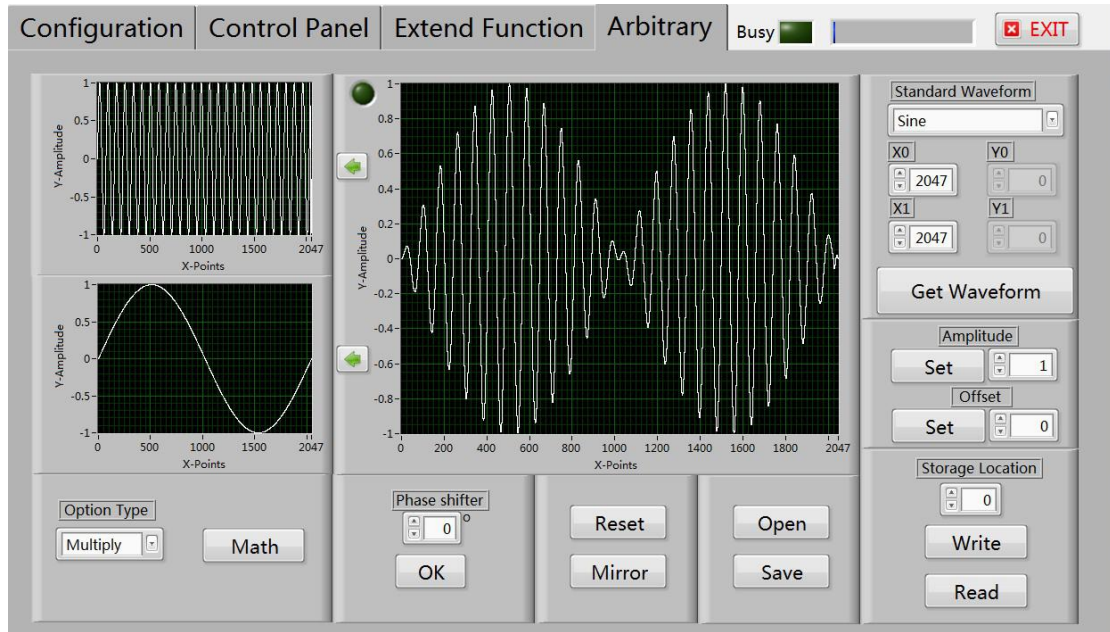 Configuration
Control Panel
Extend Function
Arbitrary
Busy
EXIT
1
0.5
0
-0.5
-1
Y-Amplitude
0 500 1000 1500 2047
X-Points
1
0.5
0
-0.5
-1
Y-Amplitude
0 500 1000 1500 2047
X-Points
1
0.8
0.6
0.4
0.2
0
-0.2
-0.4
-0.6
-0.8
-1
Y-Amplitude
0 200 400 600 800 1000 1200 1400 1600 1800 2047
X-Points
Standard Waveform
Sine
X0 Y0
2047 0
X1 Y1
2047 0
Get Waveform
Amplitude
Set 1
Offset
Set 0
Storage Location
0
Write
Read
Option Type
Multiply
Math
Phase shifter
0 °
OK
Reset
Mirror
Open
Save